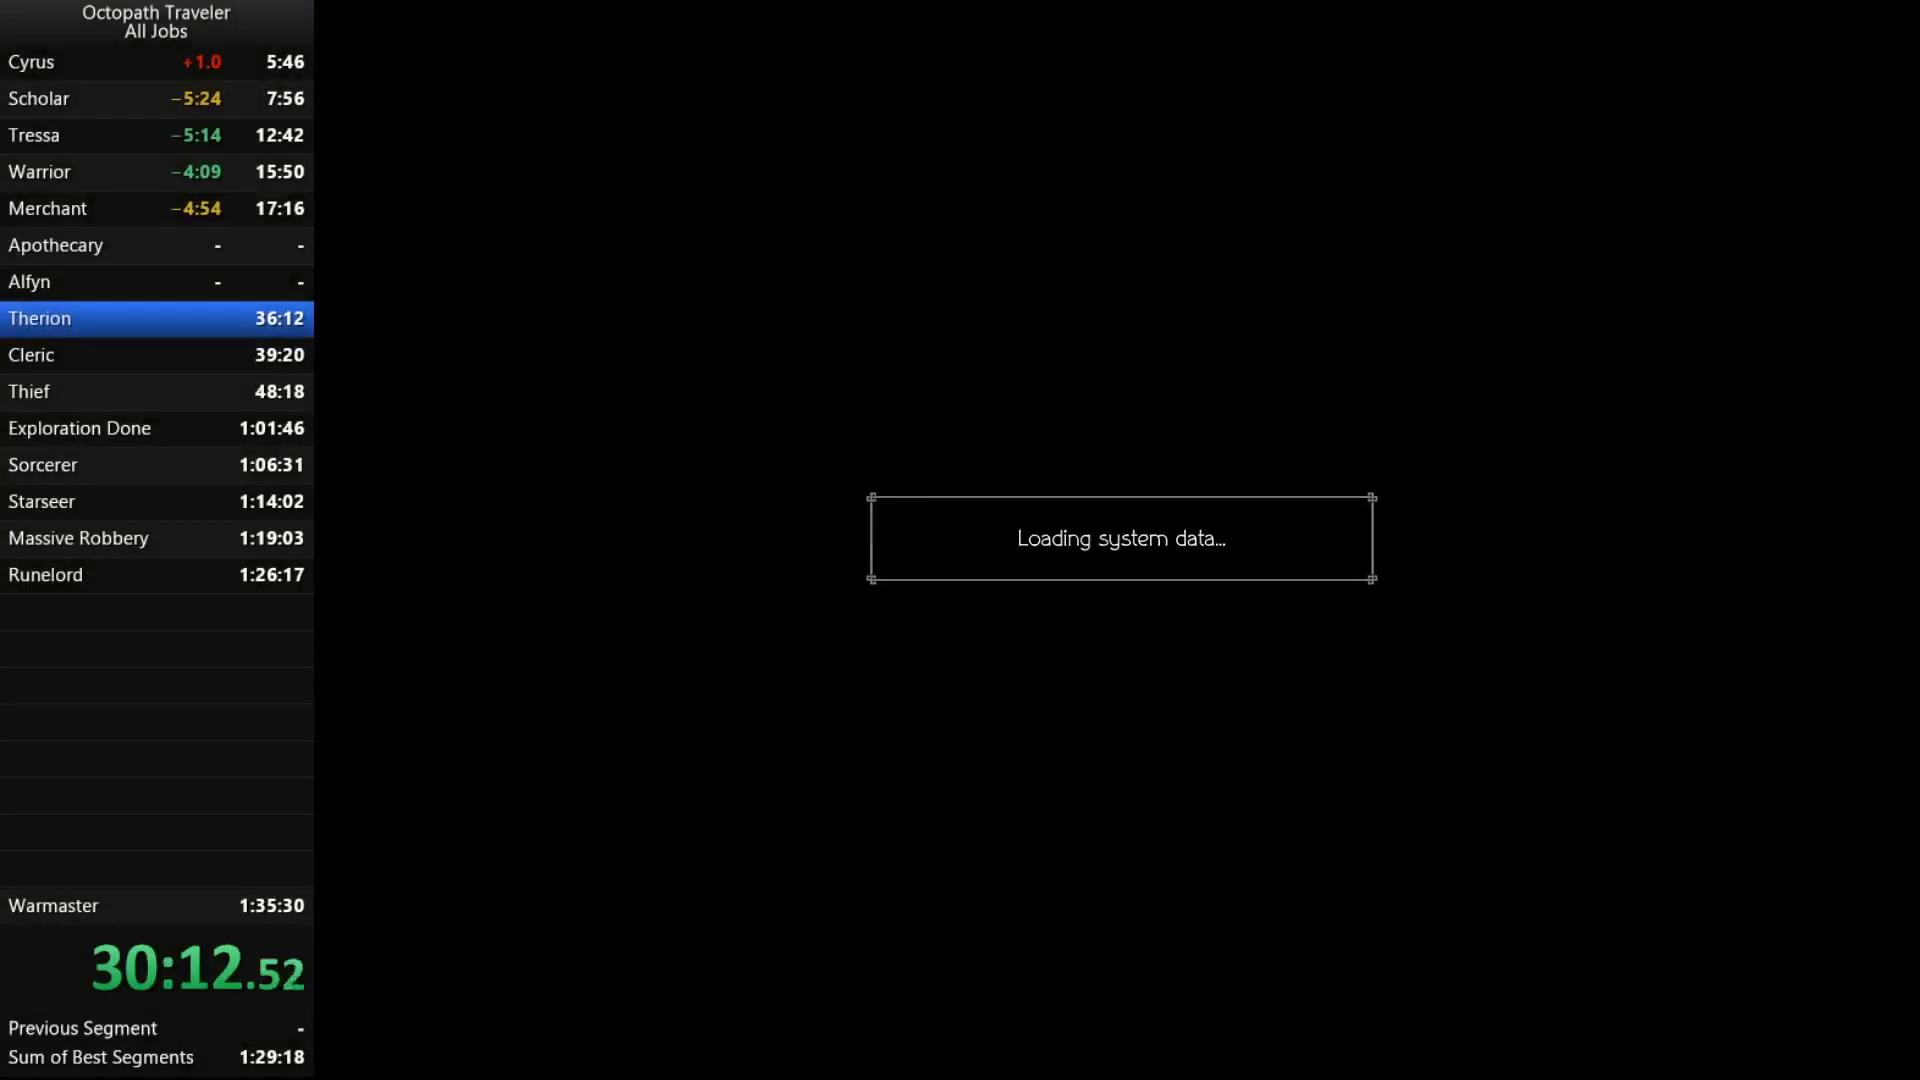 Octopath Traveler
All Jobs
Cyrus +1.0 5:46
Scholar −5:24 7:56
Tressa −5:14 12:42
Warrior −4:09 15:50
Merchant −4:54 17:16
Apothecary - -
Alfyn - -
Therion 36:12
Cleric 39:20
Thief 48:18
Exploration Done 1:01:46
Sorcerer 1:06:31
Starseer 1:14:02
Massive Robbery 1:19:03
Runelord 1:26:17
Warmaster 1:35:30
30:12.52
Previous Segment -
Sum of Best Segments 1:29:18
Loading system data...